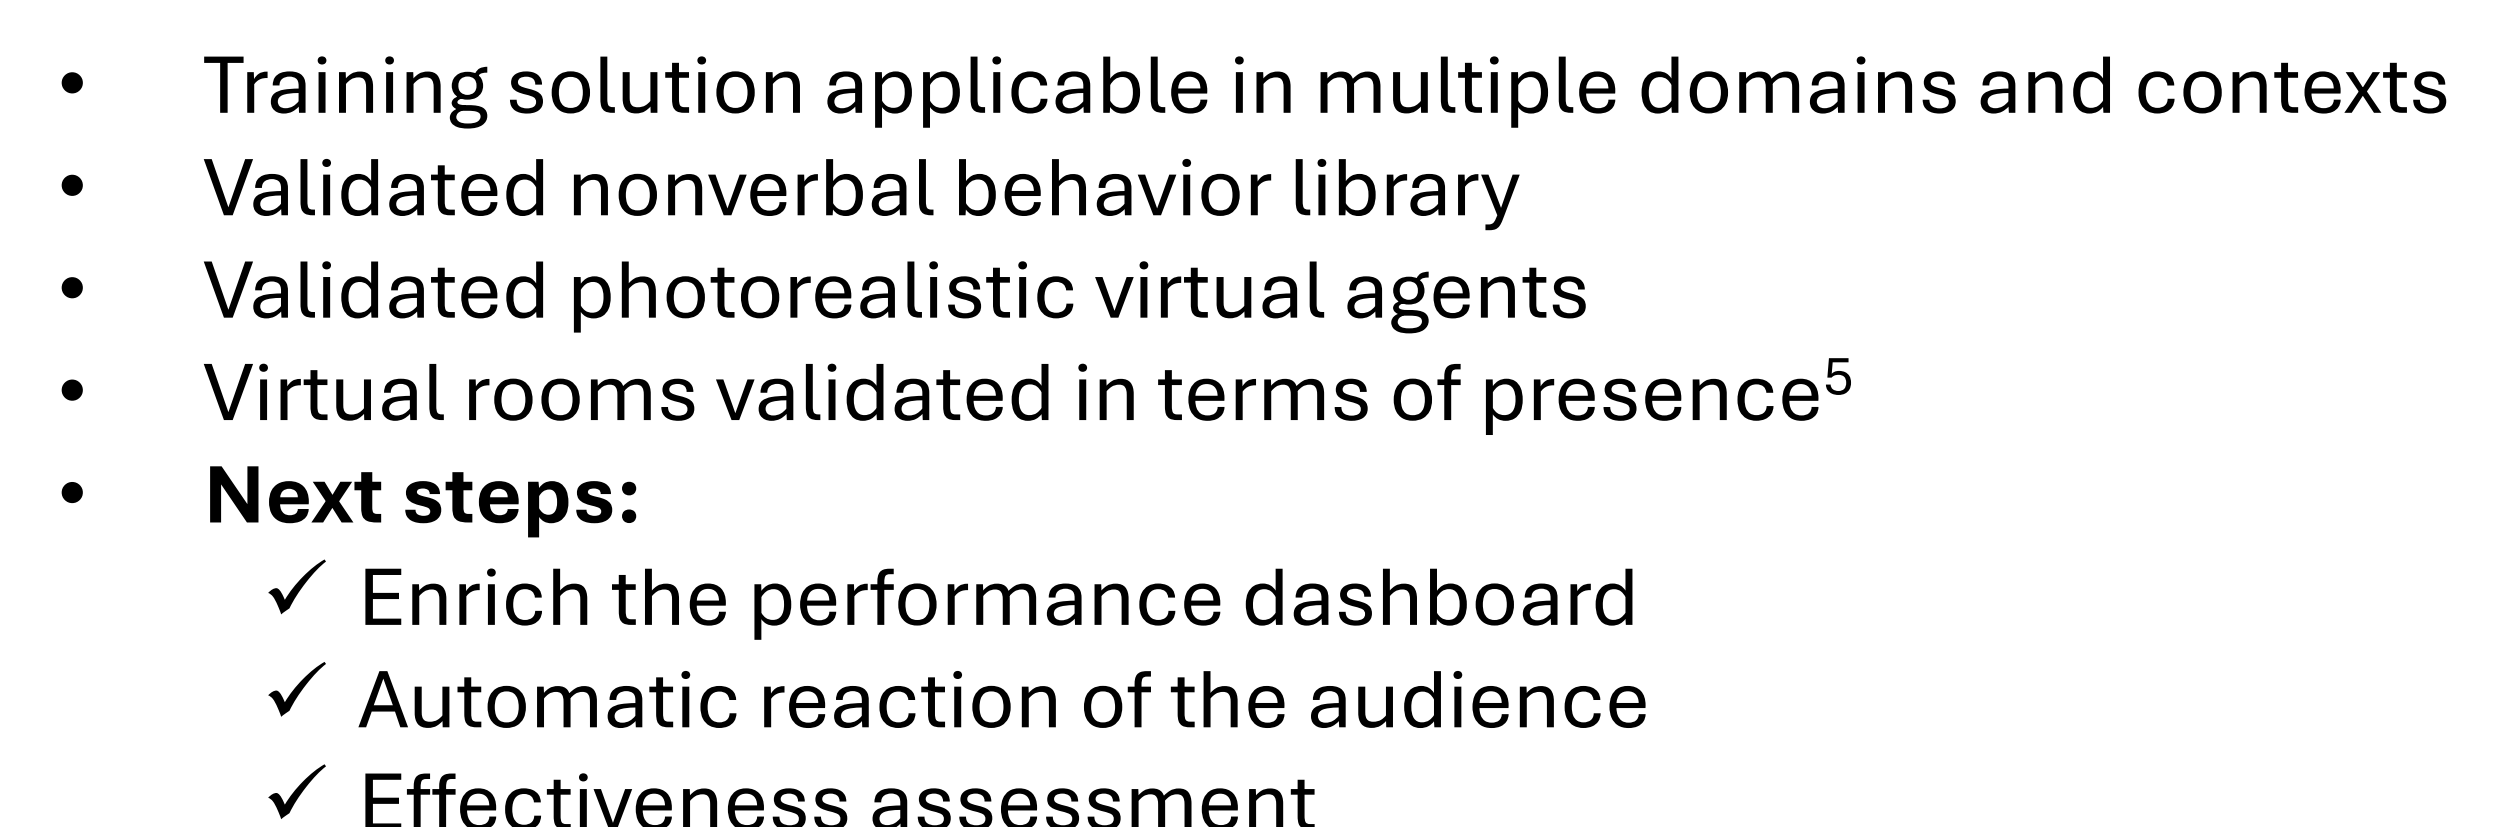 • Training solution applicable in multiple domains and contexts
• Validated nonverbal behavior library
• Validated photorealistic virtual agents
• Virtual rooms validated in terms of presence⁵
• Next steps:
✓ Enrich the performance dashboard
✓ Automatic reaction of the audience
✓ Effectiveness assessment